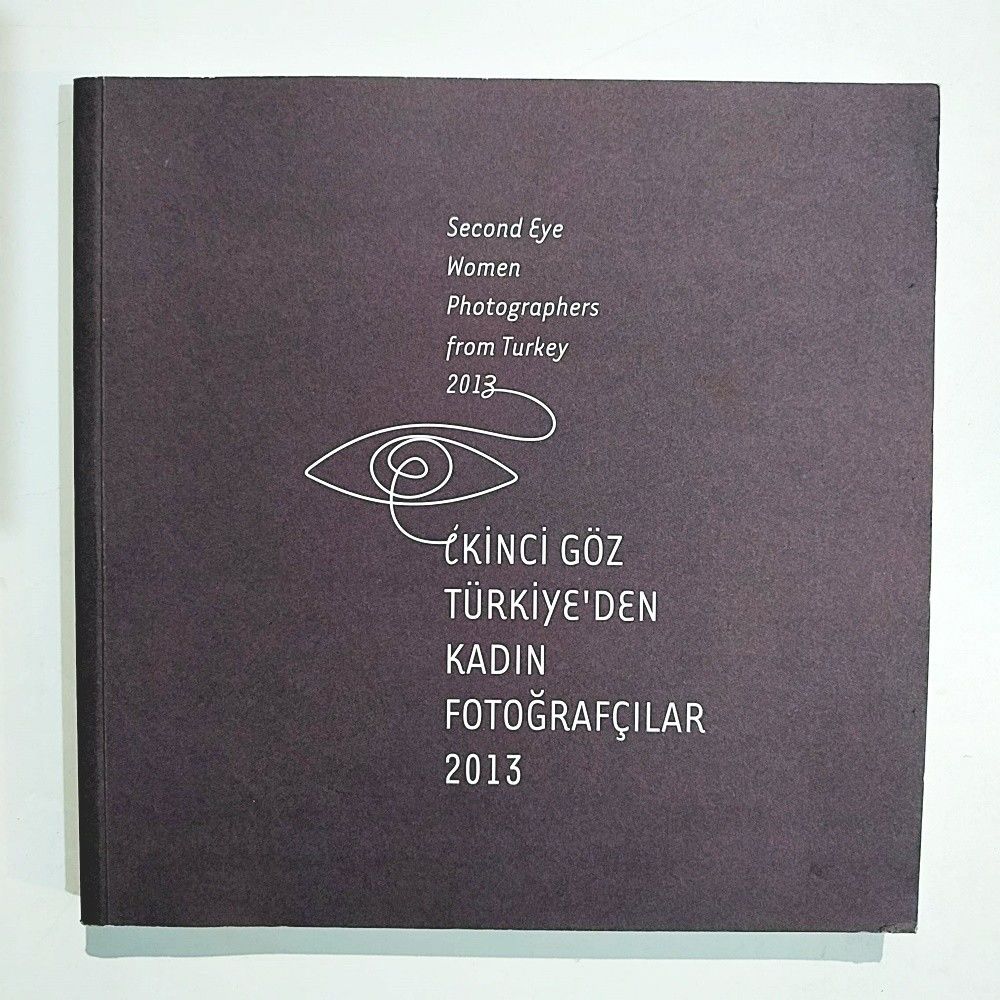 Second Eye
Women
Photographers
from Turkey
2013
İKİNCİ GÖZ
TÜRKİYE'DEN
KADIN
FOTOĞRAFÇILAR
2013